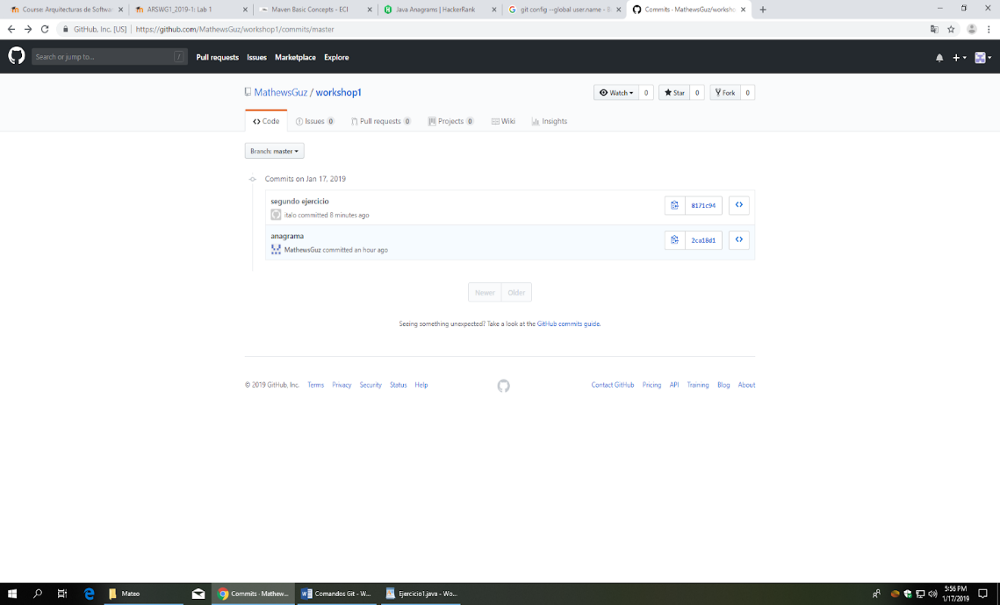 Course: Arquitecturas de Softwar
ARSWG1_2019-1: Lab 1
Maven Basic Concepts - ECI
Java Anagrams | HackerRank
git config --global user.name - B
Commits · MathewsGuz/worksho
GitHub, Inc. [US] | https://github.com/MathewsGuz/workshop1/commits/master
Search or jump to... /
Pull requests Issues Marketplace Explore
MathewsGuz / workshop1
Watch 0 Star 0 Fork 0
Code Issues 0 Pull requests 0 Projects 0 Wiki Insights
Branch: master
Commits on Jan 17, 2019
segundo ejercicio
italo committed 8 minutes ago
8171c94
anagrama
MathewsGuz committed an hour ago
2ca18d1
Newer Older
Seeing something unexpected? Take a look at the GitHub commits guide.
© 2019 GitHub, Inc. Terms Privacy Security Status Help
Contact GitHub Pricing API Training Blog About
Mateo
Commits · Mathew...
Comandos Git - W...
Ejercicio1.java - Wo...
5:56 PM
1/17/2019